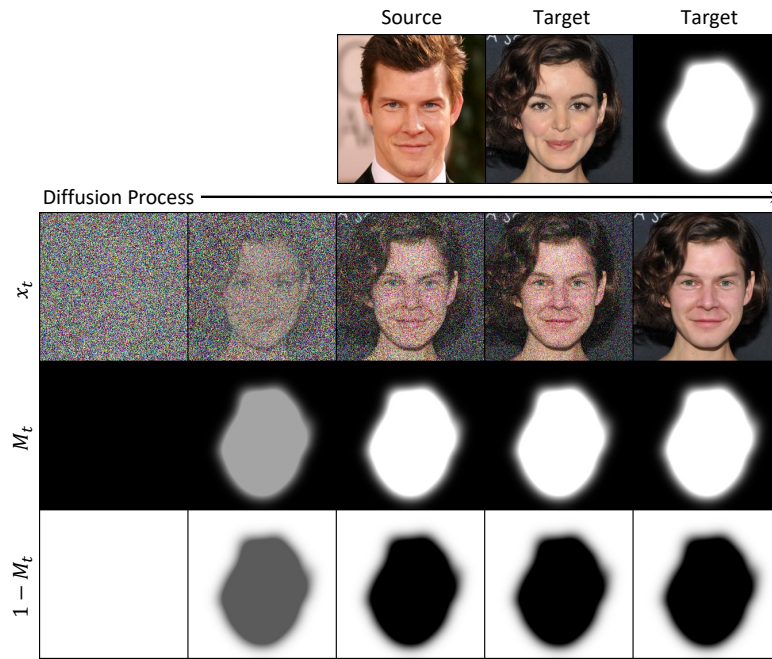 Source Target Target
Diffusion Process
x_t
M_t
1 − M_t